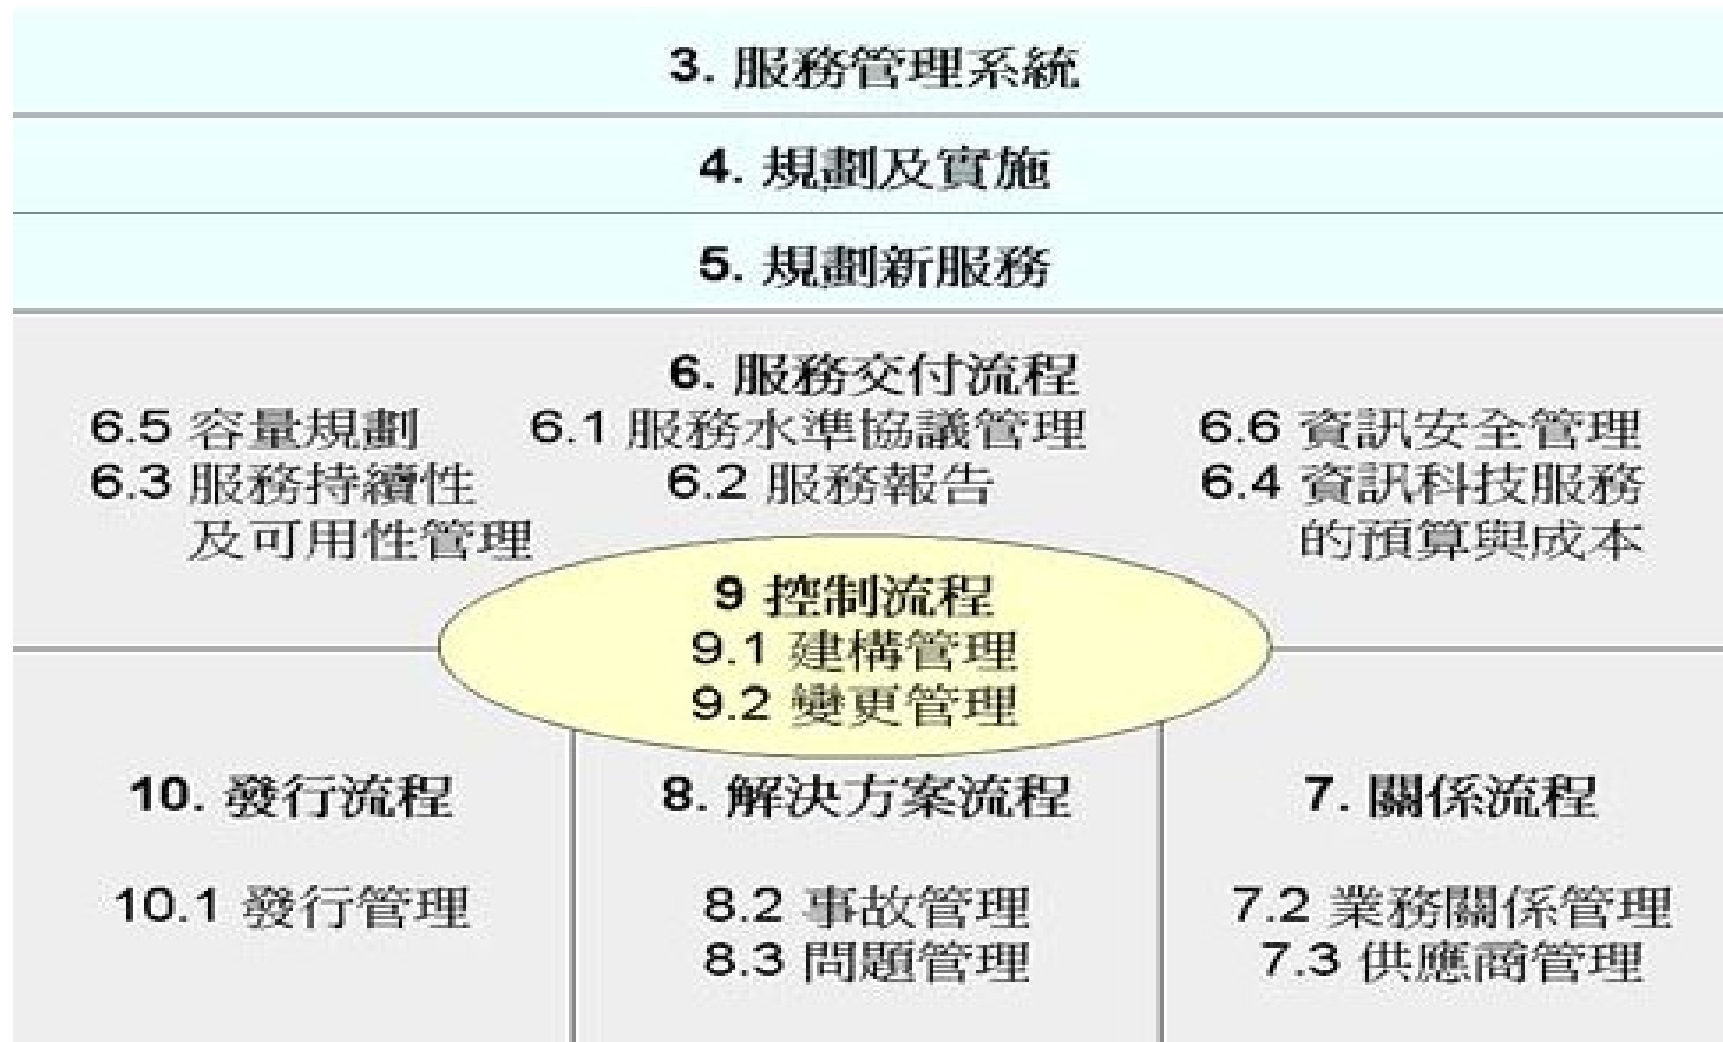 3. 服務管理系統
4. 規劃及實施
5. 規劃新服務
6. 服務交付流程
6.5 容量規劃
6.3 服務持續性
及可用性管理
6.1 服務水準協議管理
6.2 服務報告
6.6 資訊安全管理
6.4 資訊科技服務
的預算與成本
9 控制流程
9.1 建構管理
9.2 變更管理
10. 發行流程
10.1 發行管理
8. 解決方案流程
8.2 事故管理
8.3 問題管理
7. 關係流程
7.2 業務關係管理
7.3 供應商管理